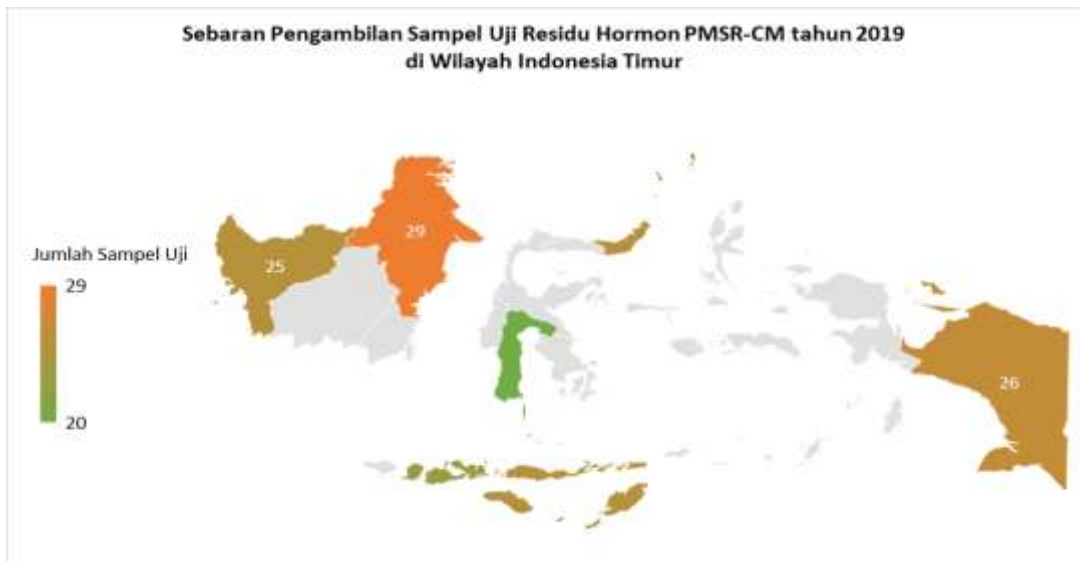 Sebaran Pengambilan Sampel Uji Residu Hormon PMSR-CM tahun 2019
di Wilayah Indonesia Timur
29
25
Jumlah Sampel Uji
29
20
26